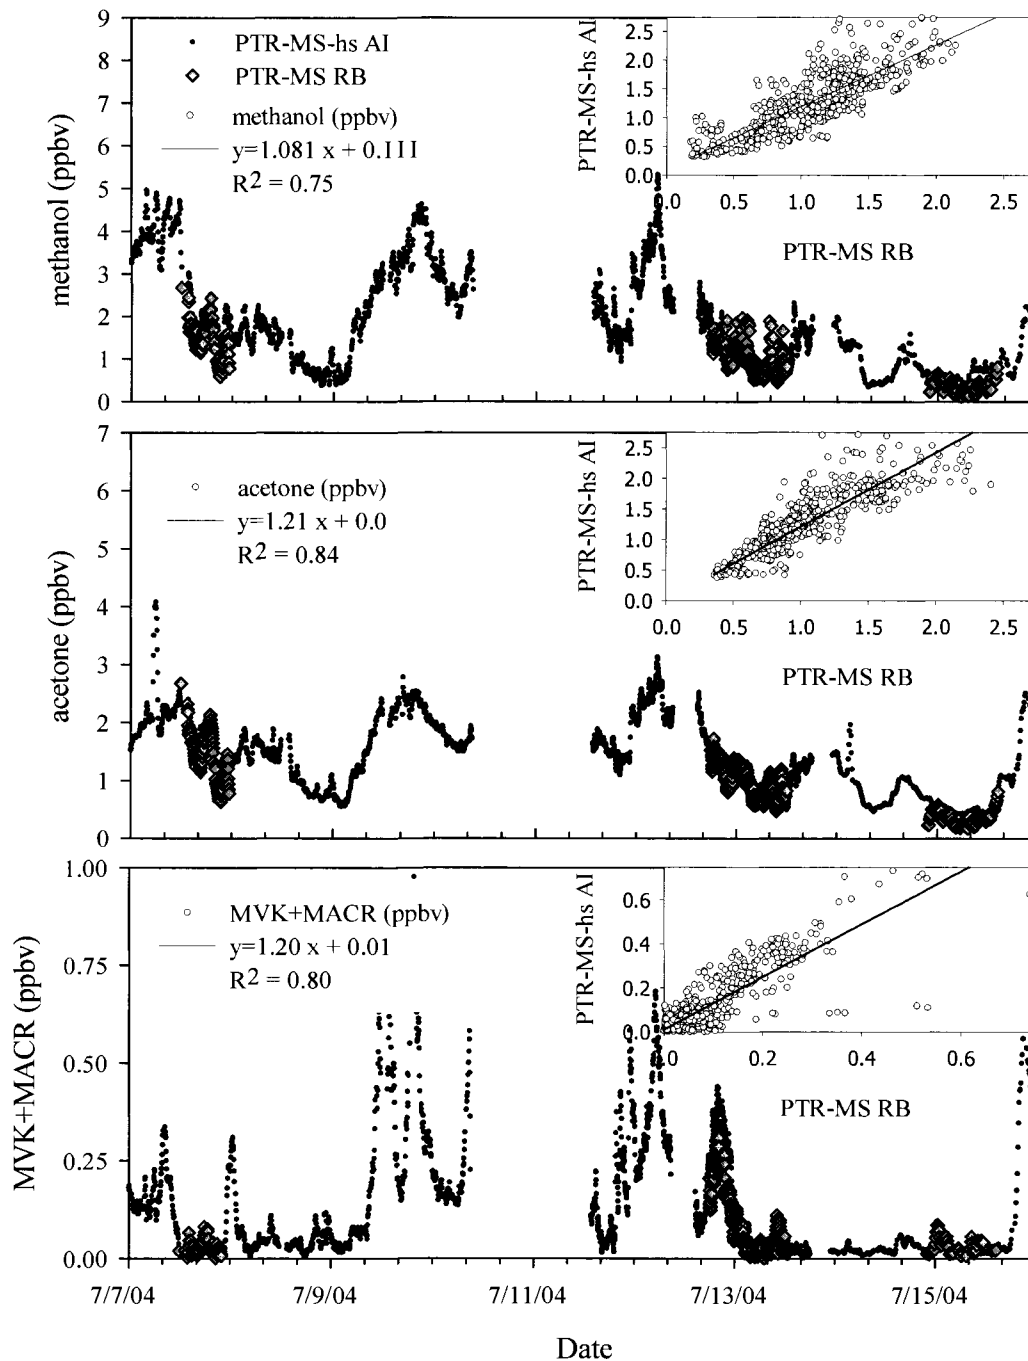 9
8
7
6
5
4
3
2
1
0
methanol (ppbv)
PTR-MS-hs AI
PTR-MS RB
methanol (ppbv)
y=1.081 x + 0.111
R2 = 0.75
PTR-MS-hs AI
2.5
2.0
1.5
1.0
0.5
0.0
0.0 0.5 1.0 1.5 2.0 2.5
PTR-MS RB
7
6
5
4
3
2
1
0
acetone (ppbv)
acetone (ppbv)
y=1.21 x + 0.0
R2 = 0.84
PTR-MS-hs AI
2.5
2.0
1.5
1.0
0.5
0.0
0.0 0.5 1.0 1.5 2.0 2.5
PTR-MS RB
1.00
0.75
0.50
0.25
0.00
MVK+MACR (ppbv)
MVK+MACR (ppbv)
y=1.20 x + 0.01
R2 = 0.80
PTR-MS-hs AI
0.6
0.4
0.2
0.0
0.0 0.2 0.4 0.6
PTR-MS RB
7/7/04 7/9/04 7/11/04 7/13/04 7/15/04
Date